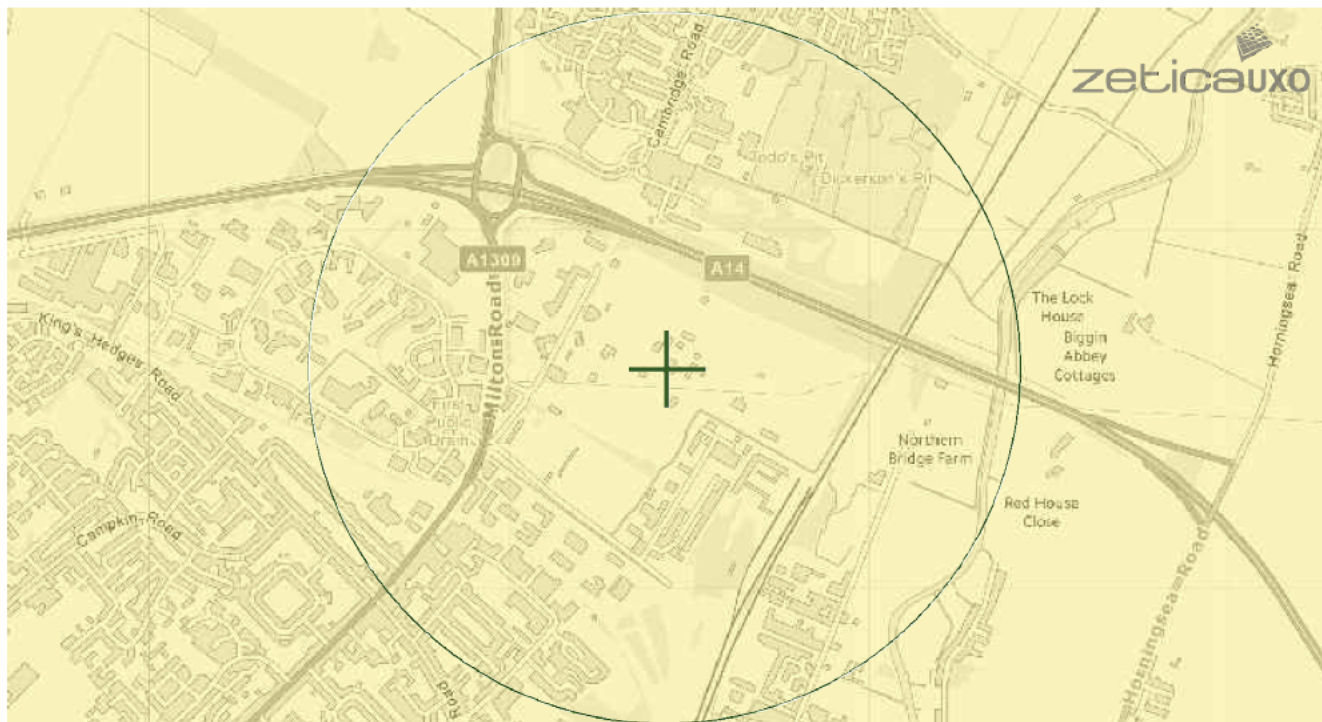 zeticauxo
Cambridge Road
Todd's Pit
Dickerson's Pit
A1309
A14
Milton Road
King's Hedges Road
Horningsea Road
The Lock
House
Biggin
Abbey
Cottages
First
Public
Drain
Northern
Bridge Farm
Red House
Close
Campkin Road
Horningsea Road
Road